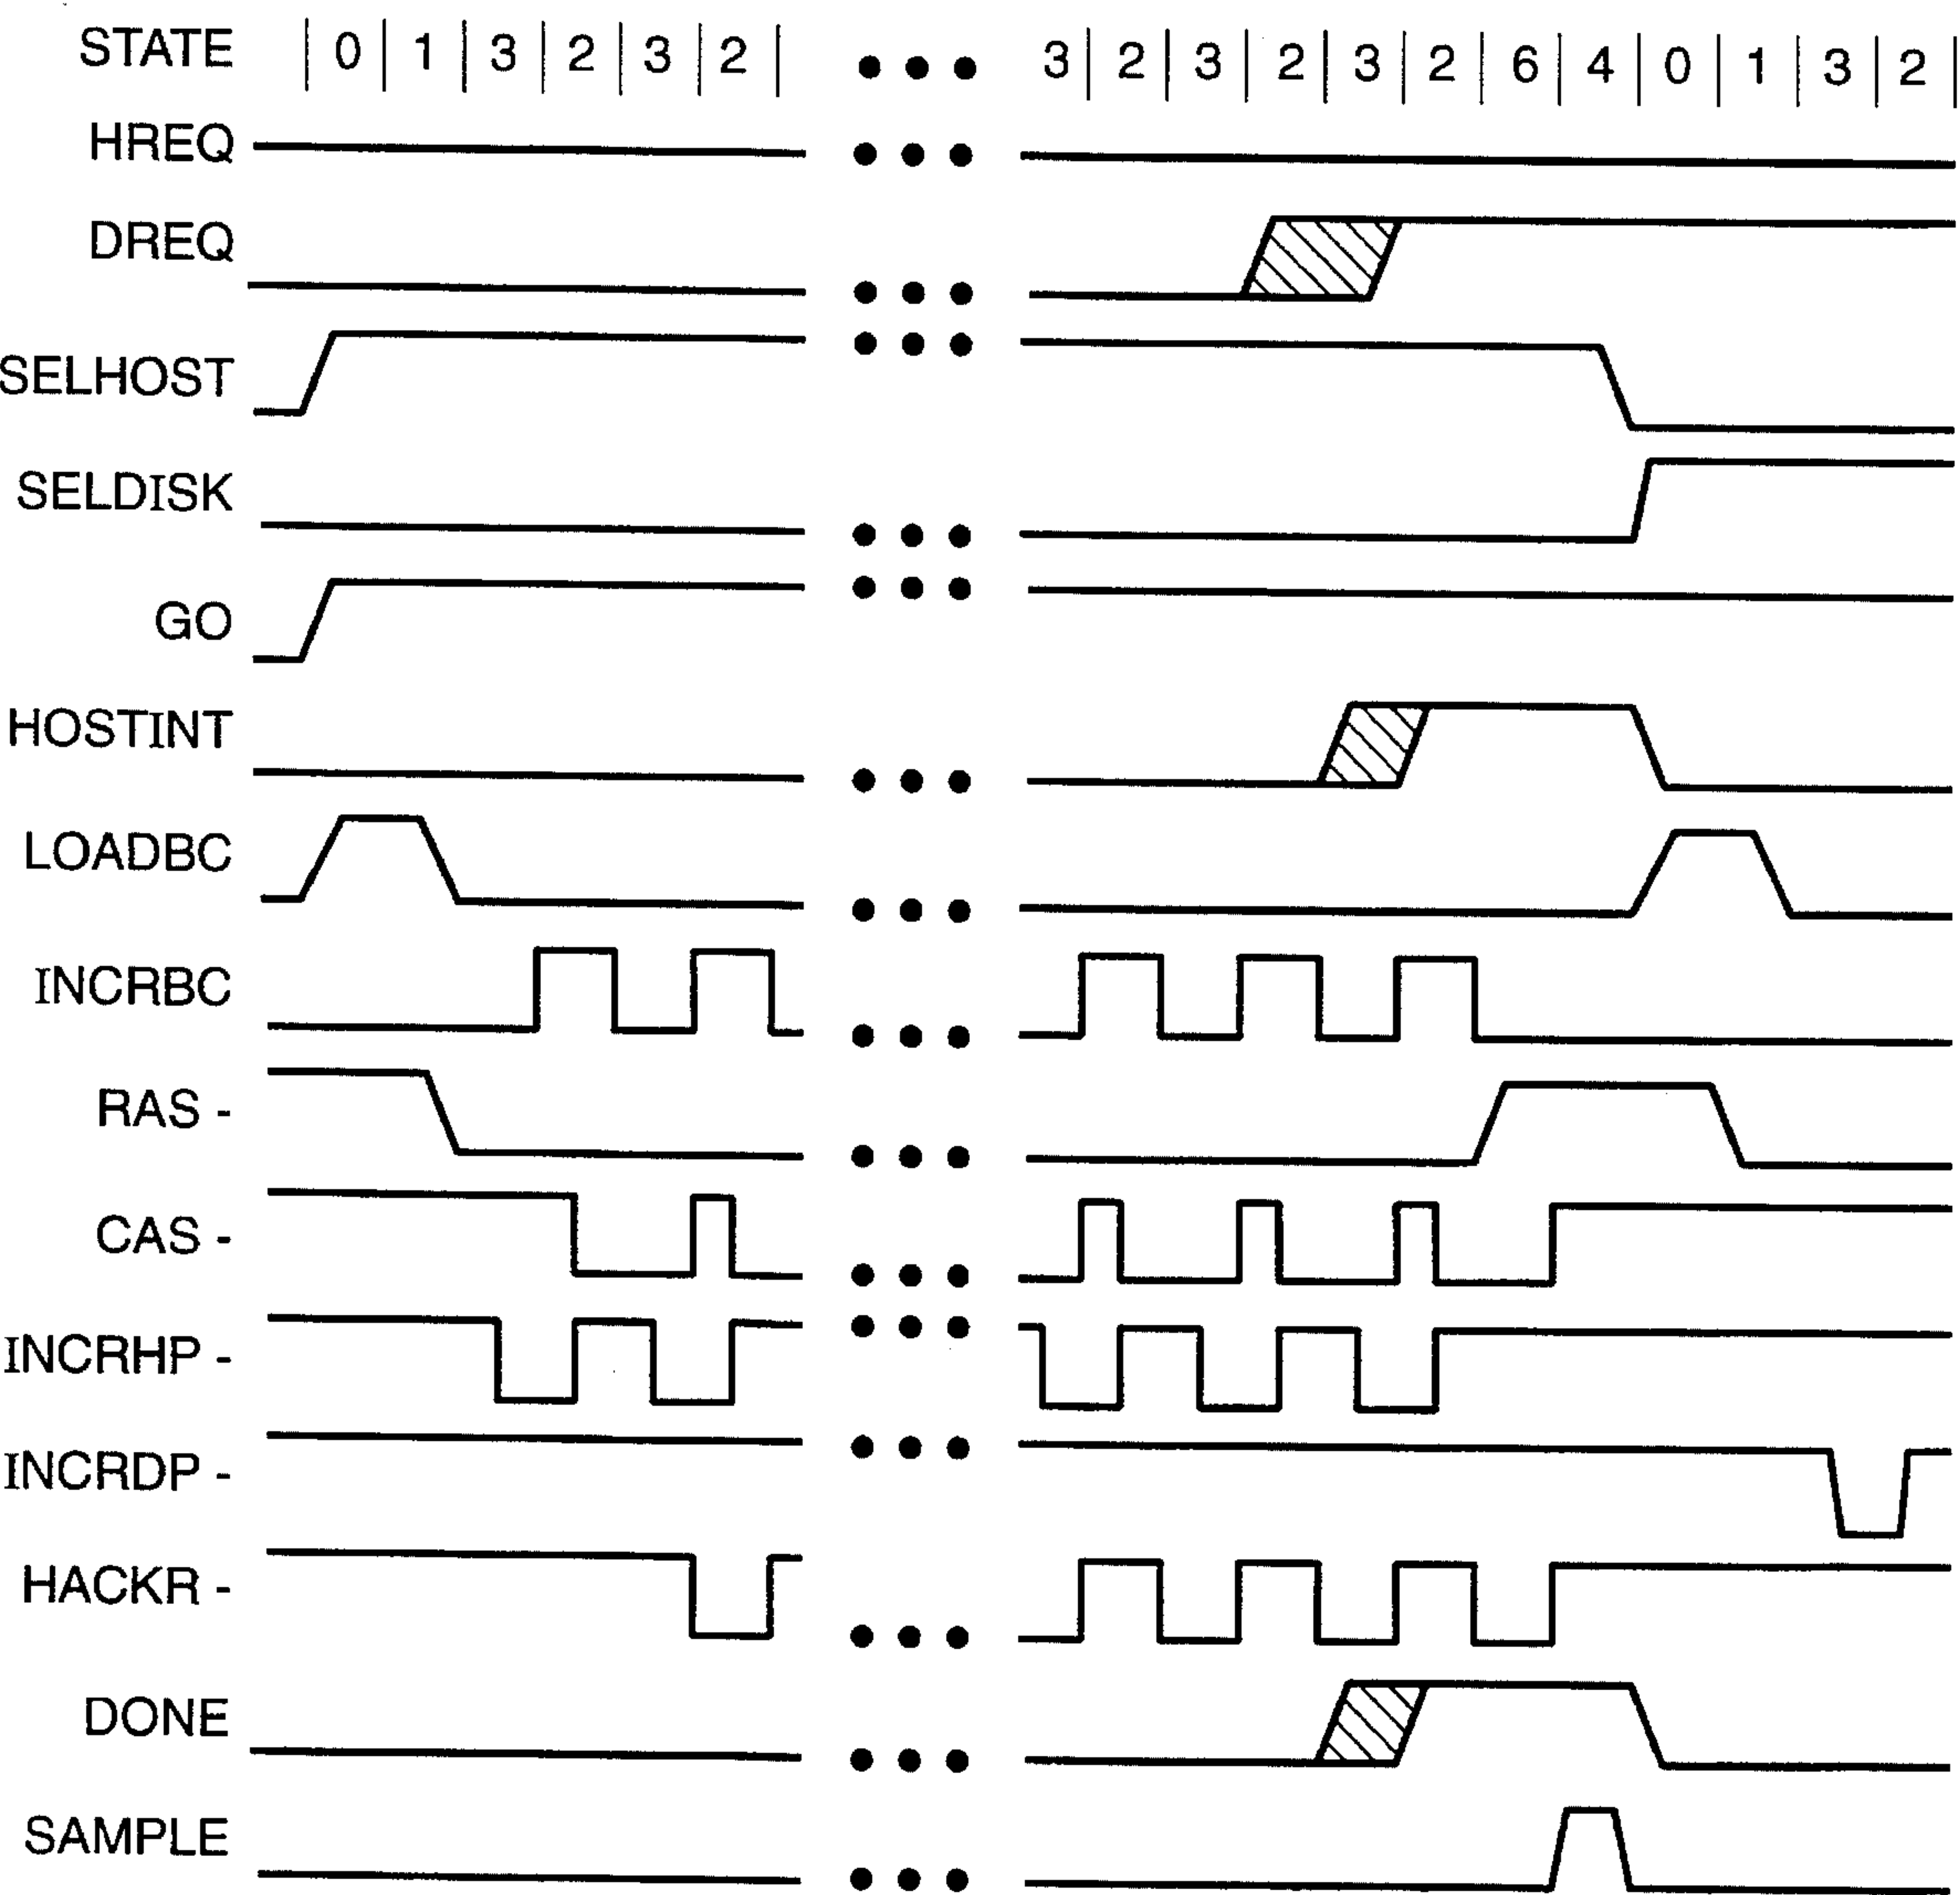 STATE 0 1 3 2 3 2 3 2 3 2 3 2 6 4 0 1 3 2
HREQ
DREQ
SELHOST
SELDISK
GO
HOSTINT
LOADBC
INCRBC
RAS -
CAS -
INCRHP -
INCRDP -
HACKR -
DONE
SAMPLE